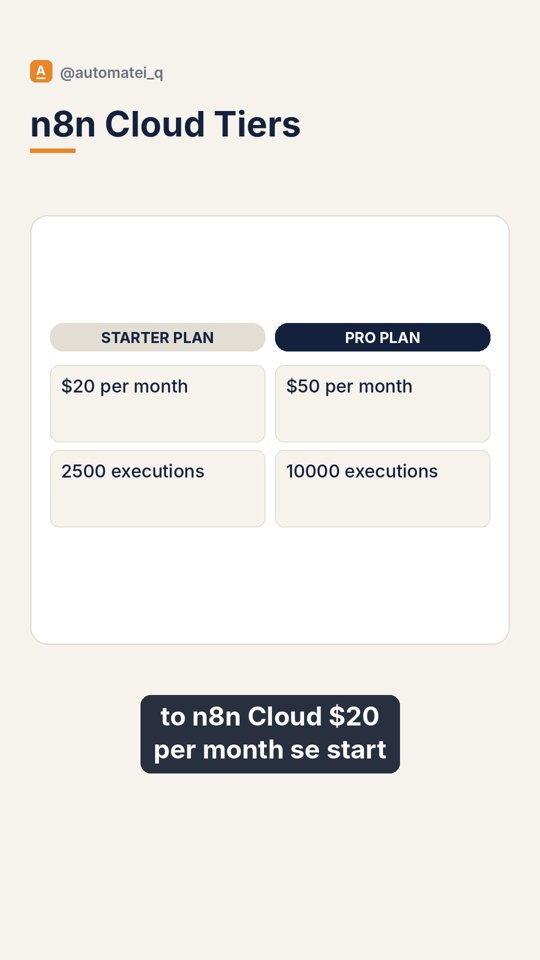 A
@automatei_q
n8n Cloud Tiers
STARTER PLAN
PRO PLAN
$20 per month
$50 per month
2500 executions
10000 executions
to n8n Cloud $20
per month se start